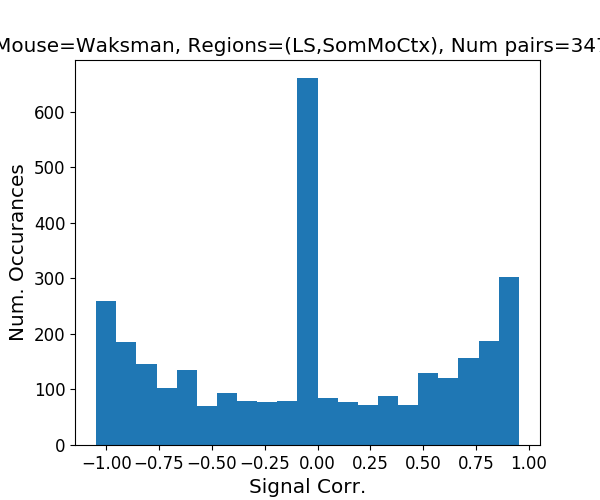 Mouse=Waksman, Regions=(LS,SomMoCtx), Num pairs=347
Num. Occurances
600
500
400
300
200
100
0
−1.00 −0.75 −0.50 −0.25 0.00 0.25 0.50 0.75 1.00
Signal Corr.